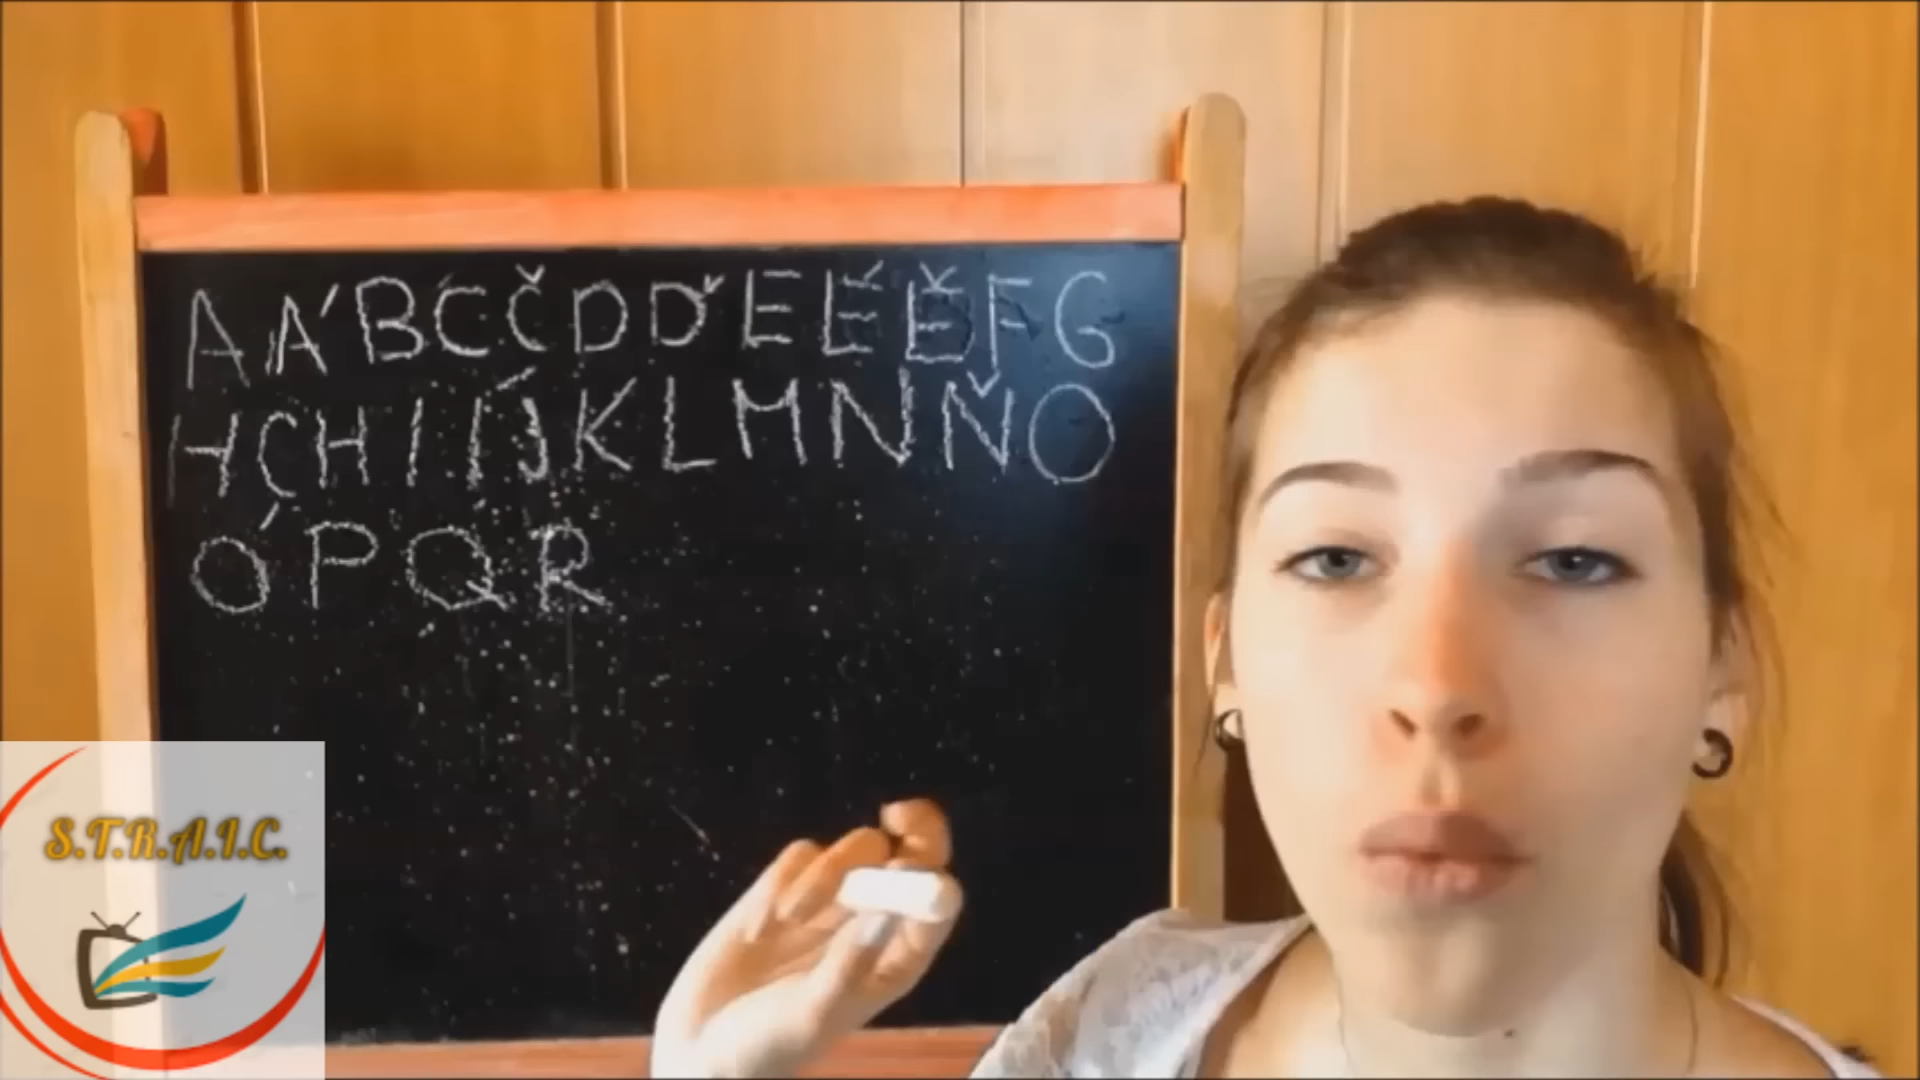 A Á B C Č D Ď E É Ě F G
H CH I Í J K L M N Ň O
Ó P Q R
S.T.R.A.I.C.